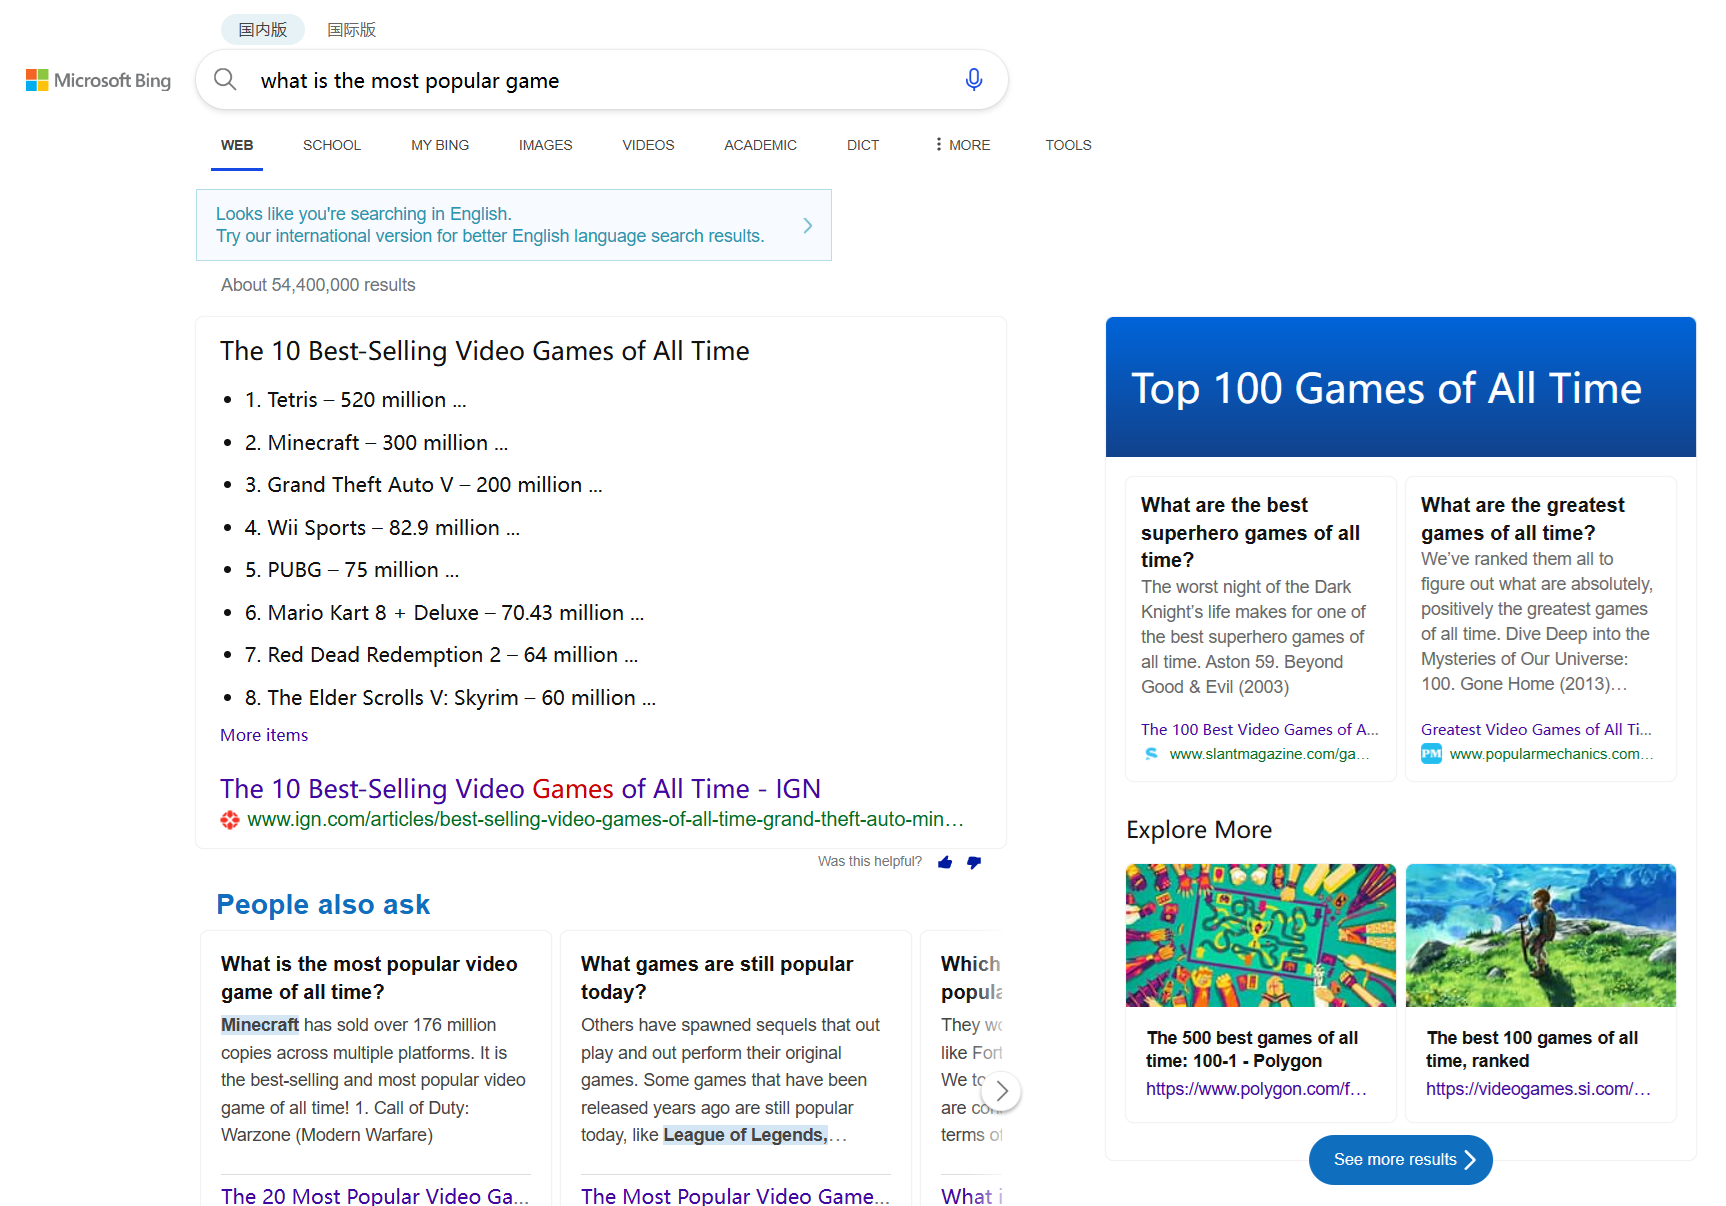 国内版
国际版
Microsoft Bing
what is the most popular game
WEB
SCHOOL
MY BING
IMAGES
VIDEOS
ACADEMIC
DICT
MORE
TOOLS
Looks like you're searching in English.
Try our international version for better English language search results.
About 54,400,000 results
The 10 Best-Selling Video Games of All Time
1. Tetris – 520 million ...
2. Minecraft – 300 million ...
3. Grand Theft Auto V – 200 million ...
4. Wii Sports – 82.9 million ...
5. PUBG – 75 million ...
6. Mario Kart 8 + Deluxe – 70.43 million ...
7. Red Dead Redemption 2 – 64 million ...
8. The Elder Scrolls V: Skyrim – 60 million ...
More items
The 10 Best-Selling Video Games of All Time - IGN
www.ign.com/articles/best-selling-video-games-of-all-time-grand-theft-auto-min…
Was this helpful?
People also ask
What is the most popular video
game of all time?
Minecraft has sold over 176 million
copies across multiple platforms. It is
the best-selling and most popular video
game of all time! 1. Call of Duty:
Warzone (Modern Warfare)
The 20 Most Popular Video Ga...
What games are still popular
today?
Others have spawned sequels that out
play and out perform their original
games. Some games that have been
released years ago are still popular
today, like League of Legends,…
The Most Popular Video Game...
Which
popula
They wo
like Fort
We to
are con
terms of
What i
Top 100 Games of All Time
What are the best
superhero games of all
time?
The worst night of the Dark
Knight’s life makes for one of
the best superhero games of
all time. Aston 59. Beyond
Good & Evil (2003)
The 100 Best Video Games of A...
www.slantmagazine.com/ga…
What are the greatest
games of all time?
We’ve ranked them all to
figure out what are absolutely,
positively the greatest games
of all time. Dive Deep into the
Mysteries of Our Universe:
100. Gone Home (2013)…
Greatest Video Games of All Ti...
PM www.popularmechanics.com…
Explore More
The 500 best games of all
time: 100-1 - Polygon
https://www.polygon.com/f…
The best 100 games of all
time, ranked
https://videogames.si.com/…
See more results